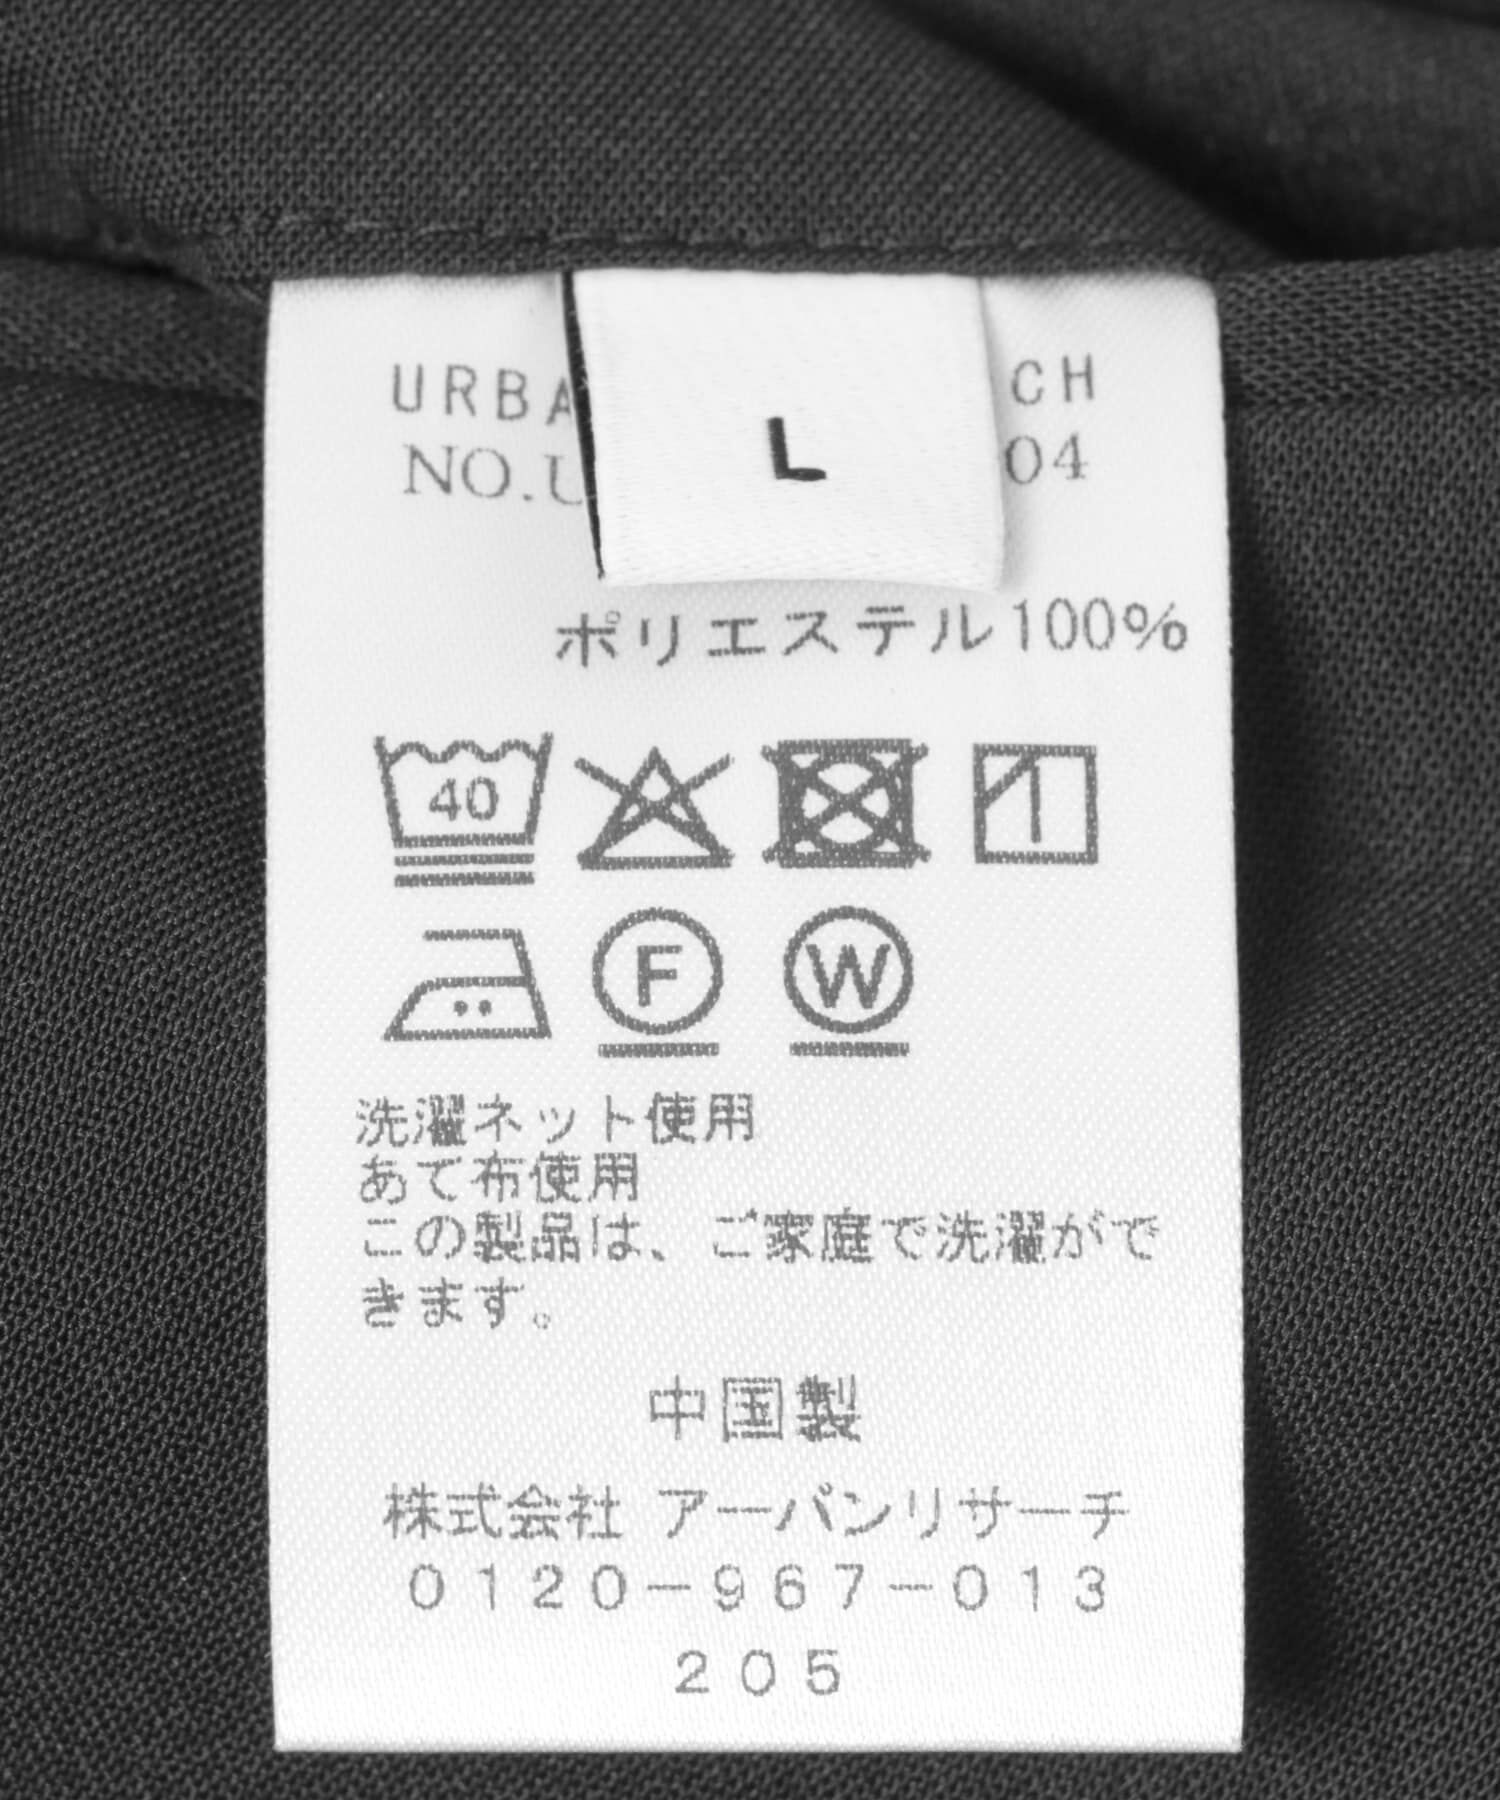 URBA CH
L
NO.U 04
ポリエステル100%
40
F W
洗濯ネット使用
あて布使用
この製品は、ご家庭で洗濯がで
きます。
中国製
株式会社 アーバンリサーチ
0120-967-013
205